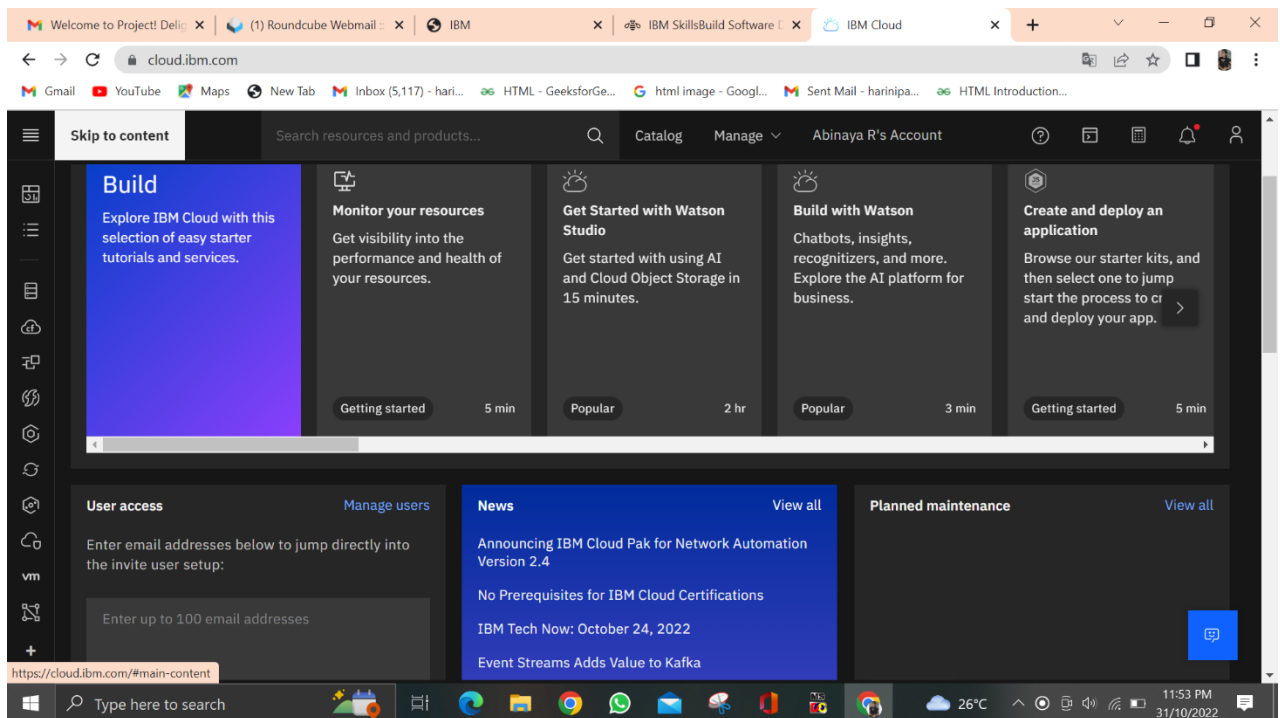 Welcome to Project! Delig
(1) Roundcube Webmail ::
IBM
IBM SkillsBuild Software D
IBM Cloud
cloud.ibm.com
Gmail
YouTube
Maps
New Tab
Inbox (5,117) - hari...
HTML - GeeksforGe...
html image - Googl...
Sent Mail - harinipa...
HTML Introduction...
Skip to content
Search resources and products...
Catalog
Manage
Abinaya R's Account
Build
Explore IBM Cloud with this
selection of easy starter
tutorials and services.
Monitor your resources
Get visibility into the
performance and health of
your resources.
Getting started
5 min
Get Started with Watson
Studio
Get started with using AI
and Cloud Object Storage in
15 minutes.
Popular
2 hr
Build with Watson
Chatbots, insights,
recognitizers, and more.
Explore the AI platform for
business.
Popular
3 min
Create and deploy an
application
Browse our starter kits, and
then select one to jump
start the process to cr
and deploy your app.
Getting started
5 min
User access
Manage users
Enter email addresses below to jump directly into
the invite user setup:
Enter up to 100 email addresses
News
View all
Announcing IBM Cloud Pak for Network Automation
Version 2.4
No Prerequisites for IBM Cloud Certifications
IBM Tech Now: October 24, 2022
Event Streams Adds Value to Kafka
Planned maintenance
View all
vm
https://cloud.ibm.com/#main-content
Type here to search
26°C
11:53 PM
31/10/2022